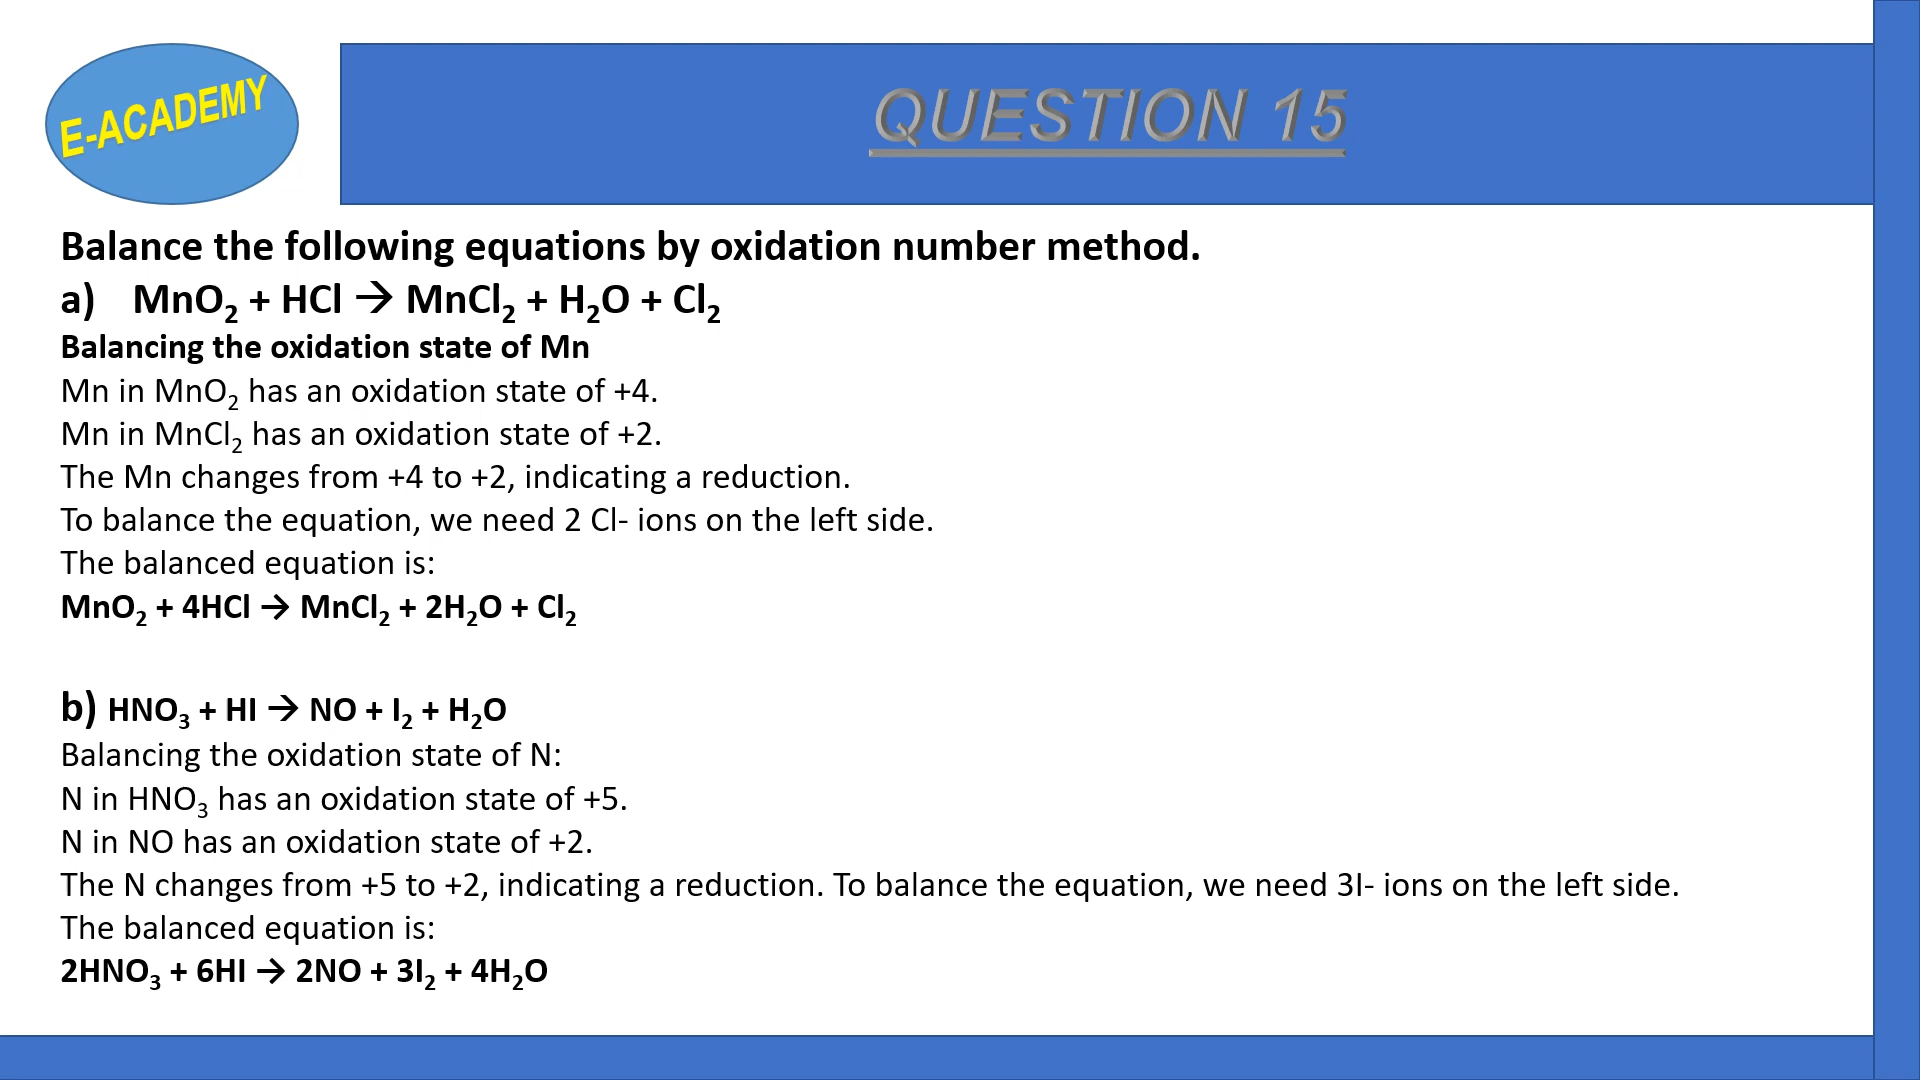 E-ACADEMY
QUESTION 15
Balance the following equations by oxidation number method.
a) MnO₂ + HCl → MnCl₂ + H₂O + Cl₂
Balancing the oxidation state of Mn
Mn in MnO₂ has an oxidation state of +4.
Mn in MnCl₂ has an oxidation state of +2.
The Mn changes from +4 to +2, indicating a reduction.
To balance the equation, we need 2 Cl- ions on the left side.
The balanced equation is:
MnO₂ + 4HCl → MnCl₂ + 2H₂O + Cl₂
b) HNO₃ + HI → NO + I₂ + H₂O
Balancing the oxidation state of N:
N in HNO₃ has an oxidation state of +5.
N in NO has an oxidation state of +2.
The N changes from +5 to +2, indicating a reduction. To balance the equation, we need 3I- ions on the left side.
The balanced equation is:
2HNO₃ + 6HI → 2NO + 3I₂ + 4H₂O